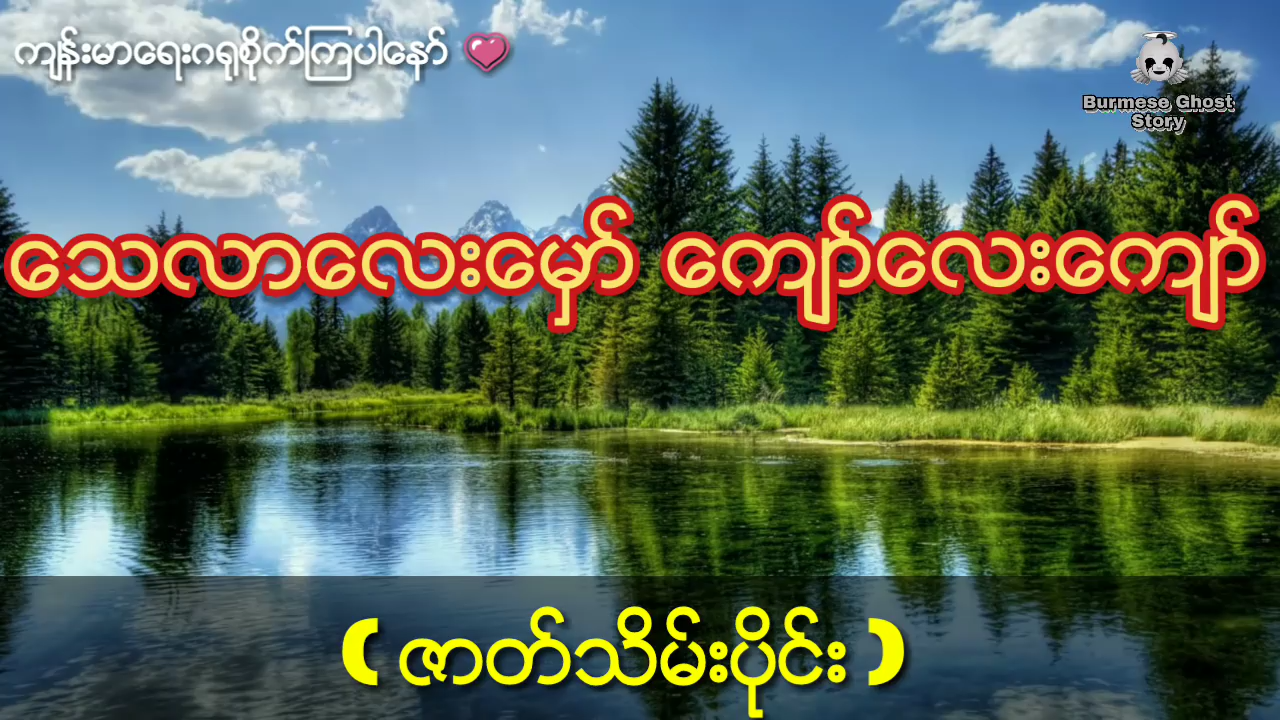 ကျန်းမာရေးဂရုစိုက်ကြပါနော် 💗
Burmese Ghost
Story
သေလာလေးမှော် ကျော်လေးကျော်
( ဇာတ်သိမ်းပိုင်း )